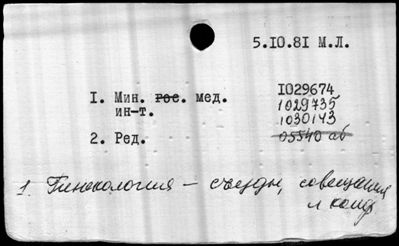 5.10.81 М.Л.
1. Мин. гос. мед. 1029674
ин-т. 1029735
1030143
2. Ред. 05540 аб
1. Гинекология – съезды, совещания
и конф